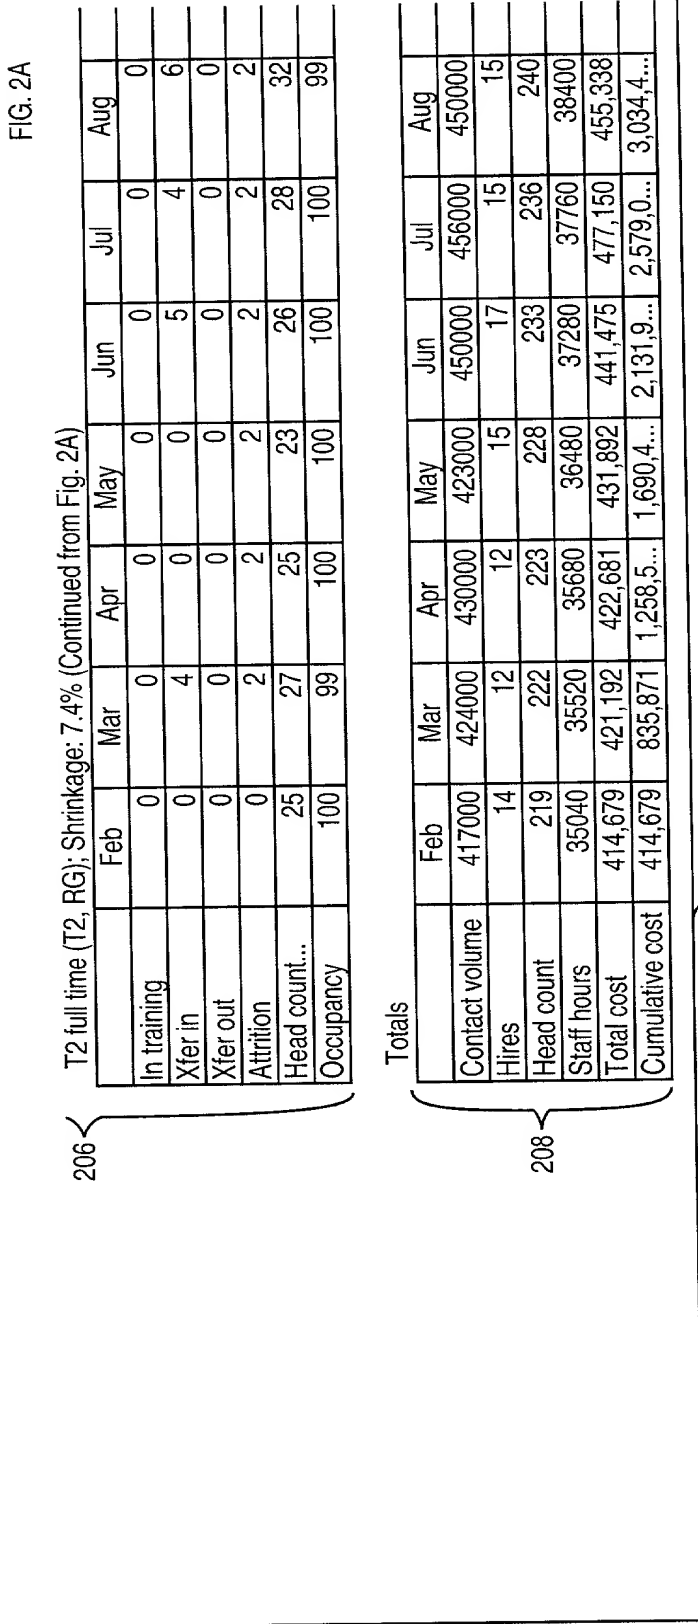 FIG. 2A
T2 full time (T2, RG); Shrinkage: 7.4% (Continued from Fig. 2A)
Feb Mar Apr May Jun Jul Aug
In training 0 0 0 0 0 0 0
Xfer in 0 4 0 0 5 4 6
Xfer out 0 0 0 0 0 0 0
Attrition 0 2 2 2 2 2 2
Head count... 25 27 25 23 26 28 32
Occupancy 100 99 100 100 100 100 99
206
Totals
Feb Mar Apr May Jun Jul Aug
Contact volume 417000 424000 430000 423000 450000 456000 450000
Hires 14 12 12 15 17 15 15
Head count 219 222 223 228 233 236 240
Staff hours 35040 35520 35680 36480 37280 37760 38400
Total cost 414,679 421,192 422,681 431,892 441,475 477,150 455,338
Cumulative cost 414,679 835,871 1,258,5... 1,690,4... 2,131,9... 2,579,0... 3,034,4...
208